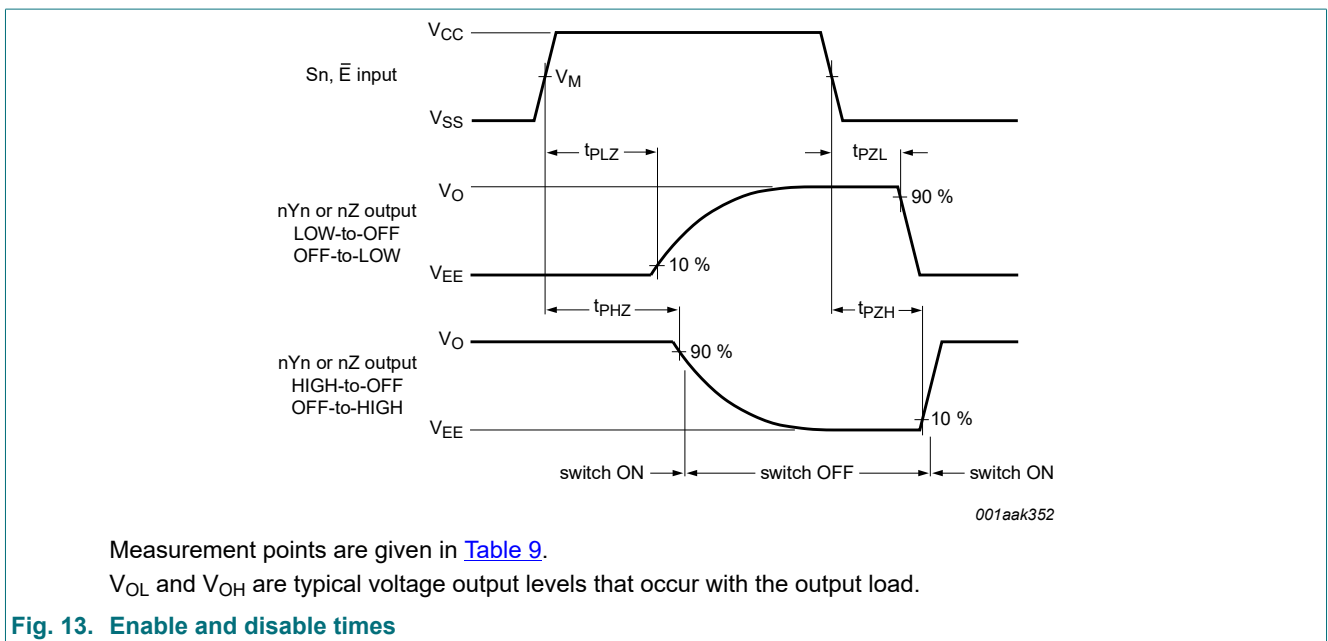 VCC
Sn, E̅ input
VM
VSS
tPLZ
tPZL
VO
90 %
nYn or nZ output
LOW-to-OFF
OFF-to-LOW
10 %
VEE
tPHZ
tPZH
VO
90 %
nYn or nZ output
HIGH-to-OFF
OFF-to-HIGH
10 %
VEE
switch ON
switch OFF
switch ON
001aak352
Measurement points are given in Table 9.
VOL and VOH are typical voltage output levels that occur with the output load.
Fig. 13. Enable and disable times